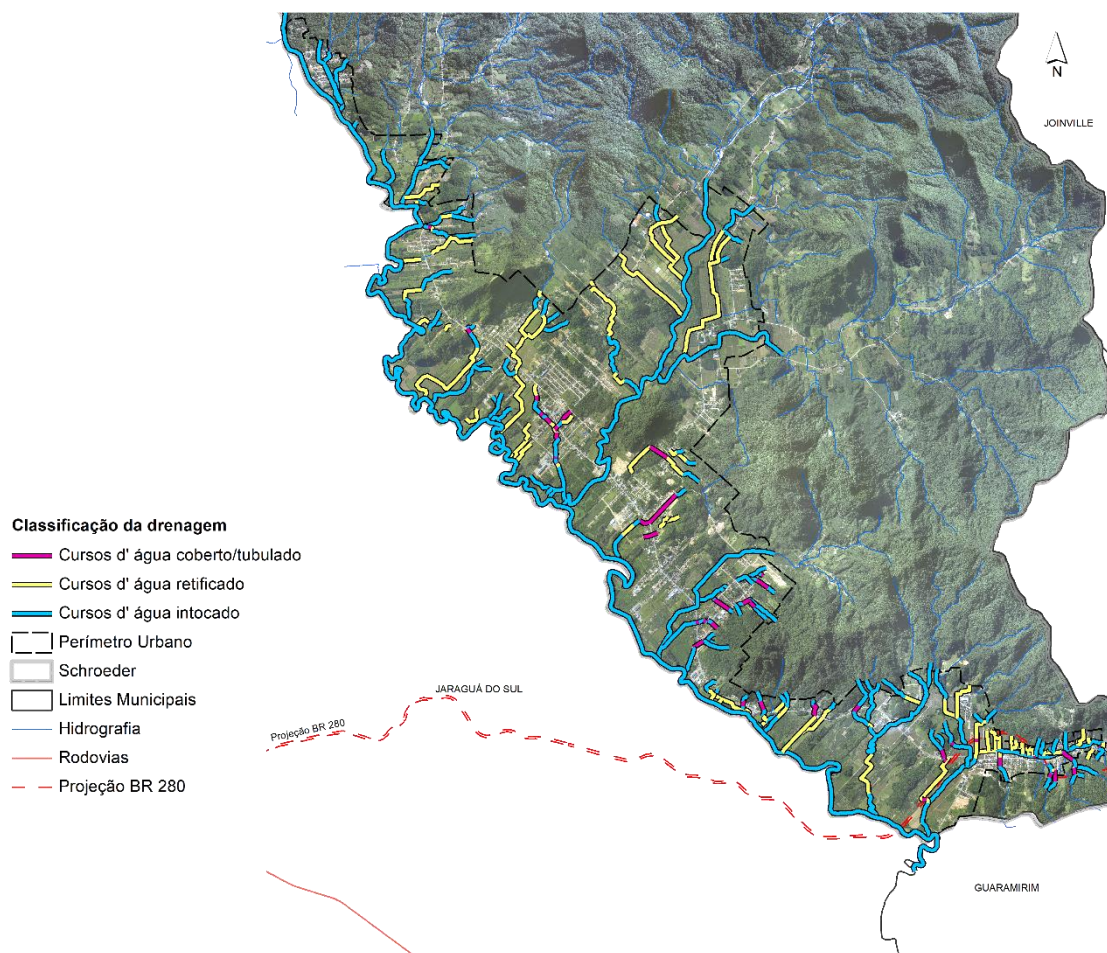 N
JOINVILLE
Classificação da drenagem
Cursos d' água coberto/tubulado
Cursos d' água retificado
Cursos d' água intocado
Perímetro Urbano
Schroeder
Limites Municipais
Hidrografia
Rodovias
Projeção BR 280
JARAGUÁ DO SUL
Projeção BR 280
GUARAMIRIM